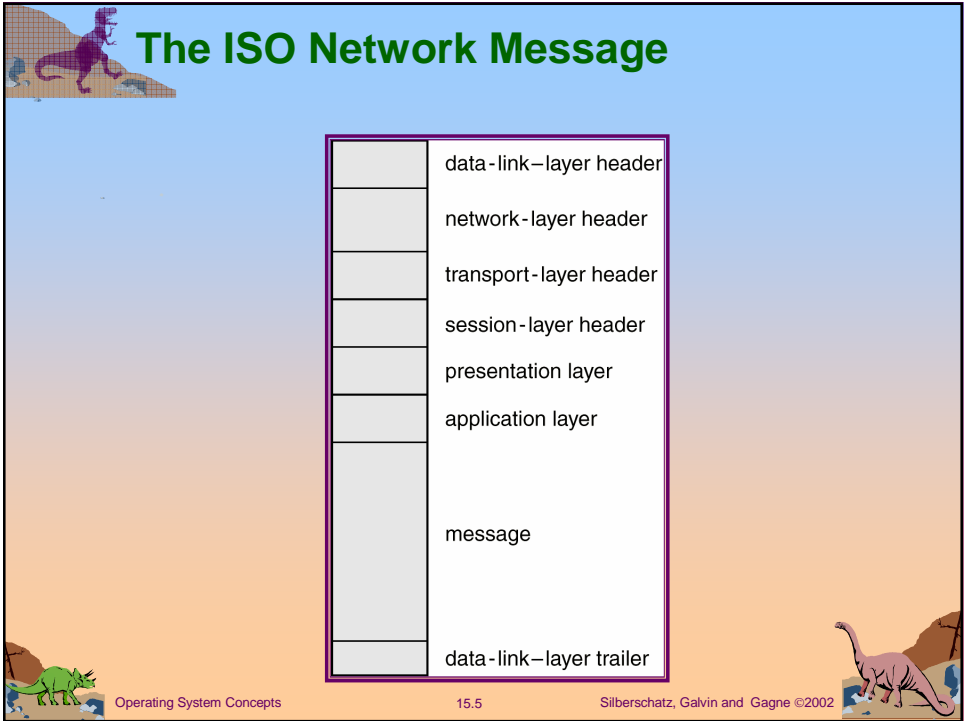 The ISO Network Message
data-link–layer header
network-layer header
transport-layer header
session-layer header
presentation layer
application layer
message
data-link–layer trailer
Operating System Concepts
15.5
Silberschatz, Galvin and Gagne ©2002